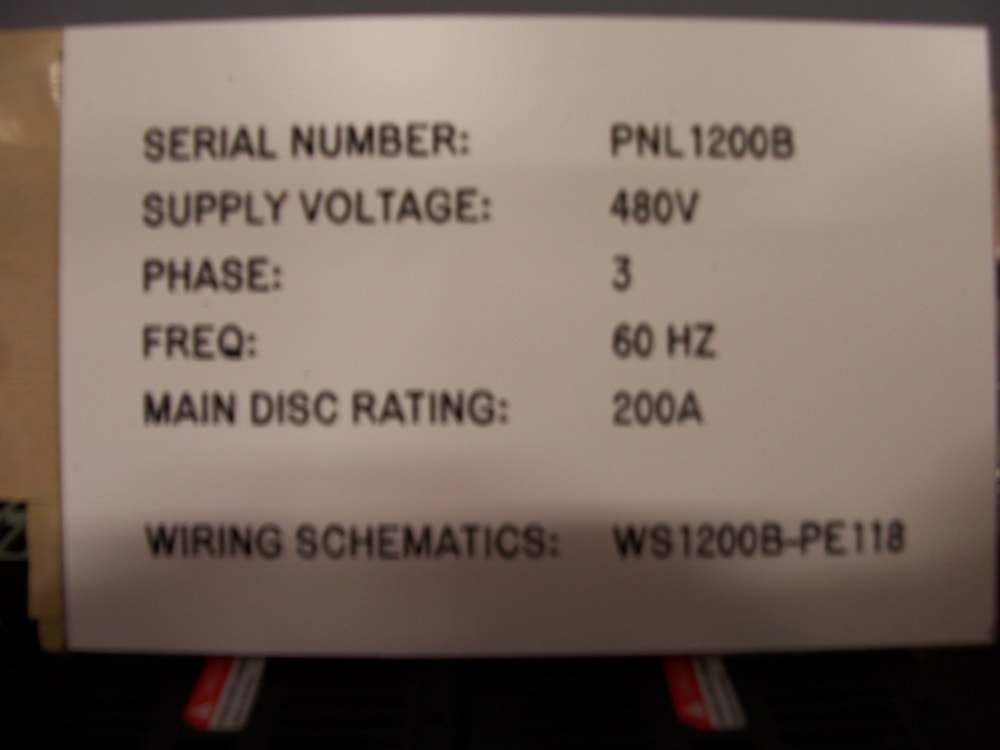 SERIAL NUMBER: PNL1200B
SUPPLY VOLTAGE: 480V
PHASE: 3
FREQ: 60 HZ
MAIN DISC RATING: 200A
WIRING SCHEMATICS: WS1200B-PE118